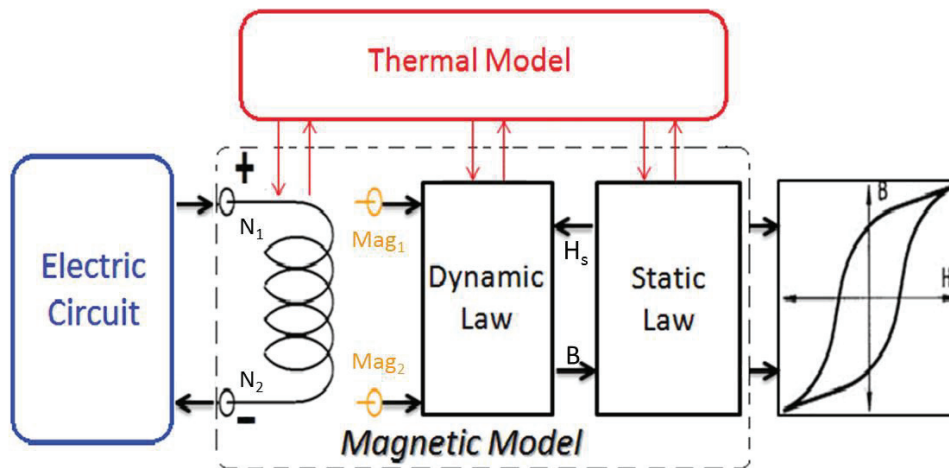 Thermal Model
+
N₁
Mag₁
B
H
Electric
Circuit
Dynamic
Law
Hₛ
B
Static
Law
N₂
Mag₂
-
Magnetic Model